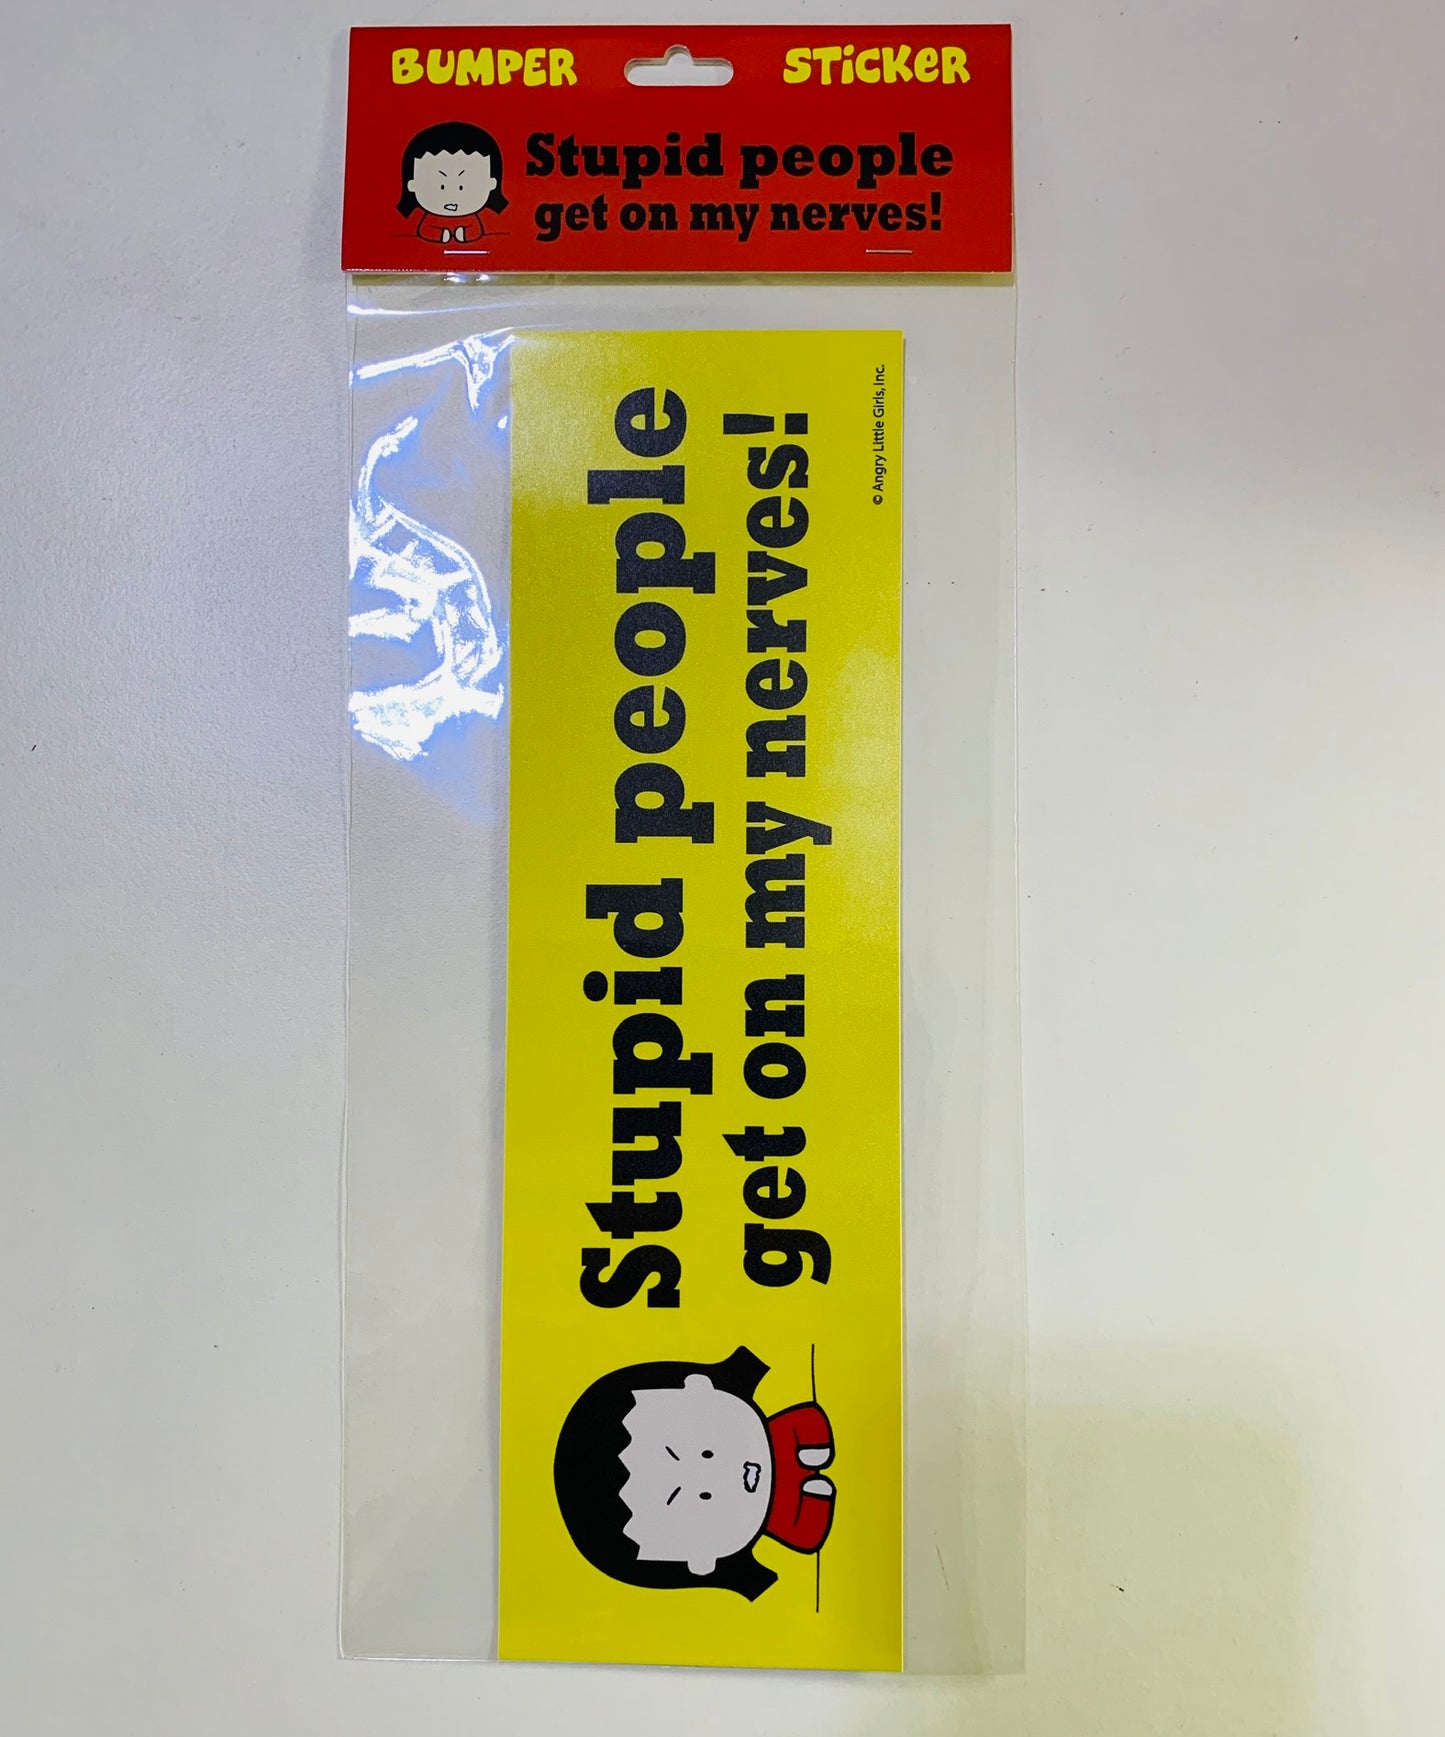 BUMPER STiCKeR
Stupid people
get on my nerves!
Stupid people
get on my nerves!
© Angry Little Girls, Inc.